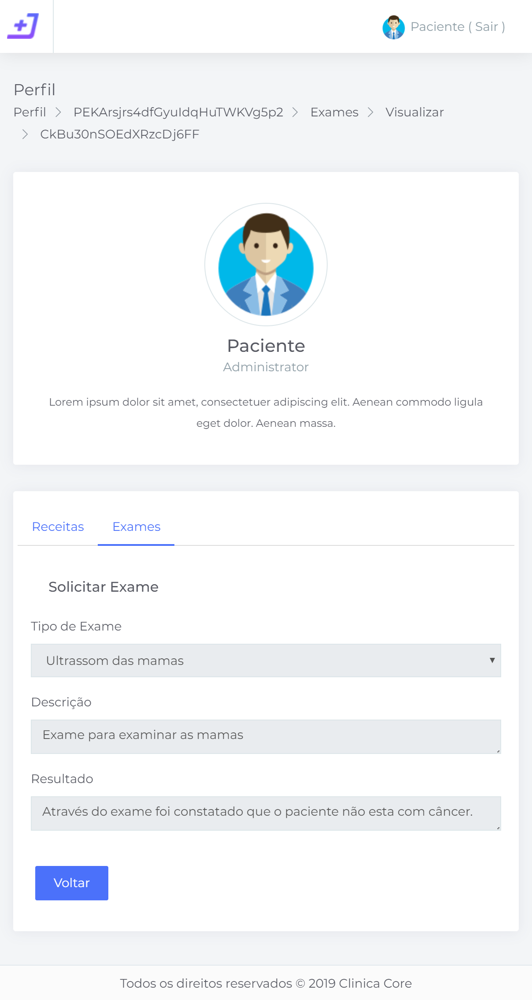 Paciente ( Sair )
Perfil
Perfil > PEKArsjrs4dfGyuIdqHuTWKVg5p2 > Exames > Visualizar
> CkBu30nSOEdXRzcDj6FF
Paciente
Administrator
Lorem ipsum dolor sit amet, consectetuer adipiscing elit. Aenean commodo ligula
eget dolor. Aenean massa.
Receitas Exames
Solicitar Exame
Tipo de Exame
Ultrassom das mamas
Descrição
Exame para examinar as mamas
Resultado
Através do exame foi constatado que o paciente não esta com câncer.
Voltar
Todos os direitos reservados © 2019 Clinica Core